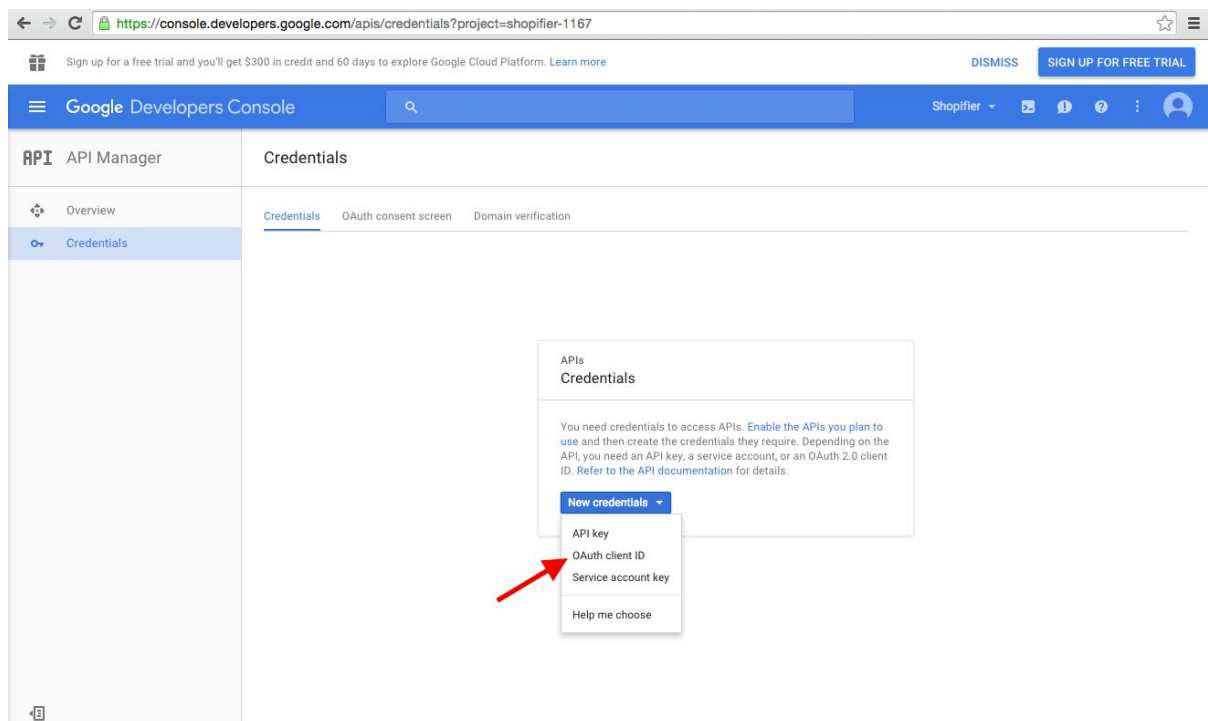 https://console.developers.google.com/apis/credentials?project=shopifier-1167
Sign up for a free trial and you'll get $300 in credit and 60 days to explore Google Cloud Platform. Learn more
DISMISS
SIGN UP FOR FREE TRIAL
Google Developers Console
Shopifier
API API Manager
Credentials
Overview
Credentials
Credentials OAuth consent screen Domain verification
APIs
Credentials
You need credentials to access APIs. Enable the APIs you plan to
use and then create the credentials they require. Depending on the
API, you need an API key, a service account, or an OAuth 2.0 client
ID. Refer to the API documentation for details.
New credentials
API key
OAuth client ID
Service account key
Help me choose